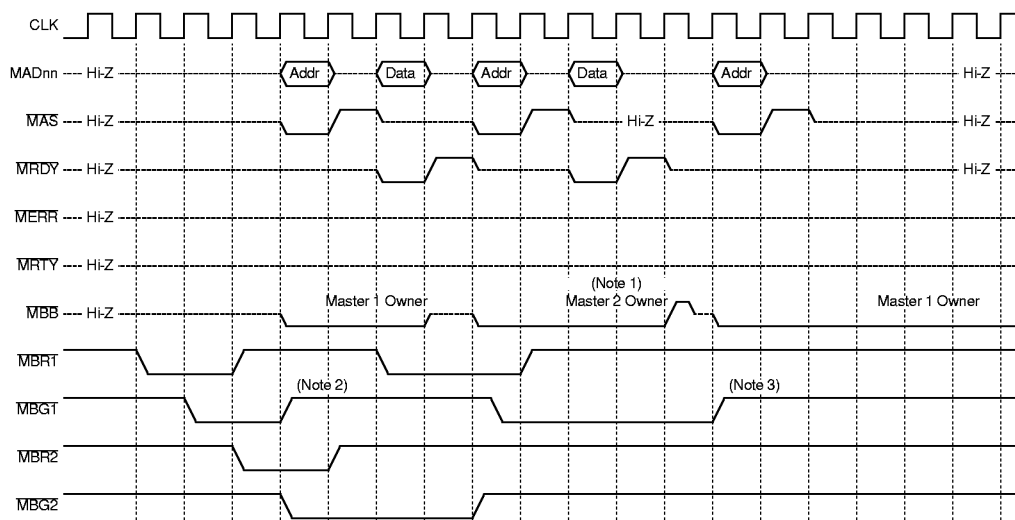 CLK
MADnn Hi-Z Addr Data Addr Data Addr Hi-Z
MAS Hi-Z Hi-Z Hi-Z
MRDY Hi-Z Hi-Z
MERR Hi-Z
MRTY Hi-Z
(Note 1)
MBB Hi-Z Master 1 Owner Master 2 Owner Master 1 Owner
MBR1
(Note 2) (Note 3)
MBG1
MBR2
MBG2